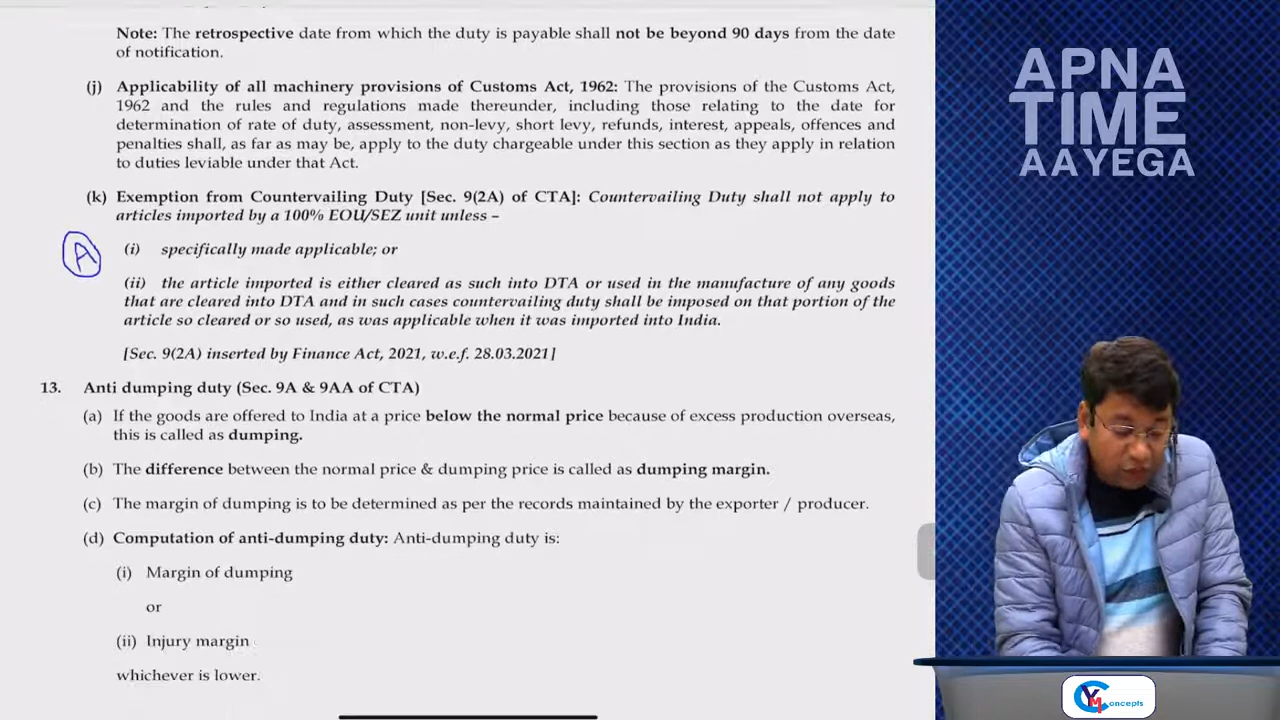 Note: The retrospective date from which the duty is payable shall not be beyond 90 days from the date
of notification.
(j) Applicability of all machinery provisions of Customs Act, 1962: The provisions of the Customs Act,
1962 and the rules and regulations made thereunder, including those relating to the date for
determination of rate of duty, assessment, non-levy, short levy, refunds, interest, appeals, offences and
penalties shall, as far as may be, apply to the duty chargeable under this section as they apply in relation
to duties leviable under that Act.
(k) Exemption from Countervailing Duty [Sec. 9(2A) of CTA]: Countervailing Duty shall not apply to
articles imported by a 100% EOU/SEZ unit unless –
A
(i) specifically made applicable; or
(ii) the article imported is either cleared as such into DTA or used in the manufacture of any goods
that are cleared into DTA and in such cases countervailing duty shall be imposed on that portion of the
article so cleared or so used, as was applicable when it was imported into India.
[Sec. 9(2A) inserted by Finance Act, 2021, w.e.f. 28.03.2021]
13. Anti dumping duty (Sec. 9A & 9AA of CTA)
(a) If the goods are offered to India at a price below the normal price because of excess production overseas,
this is called as dumping.
(b) The difference between the normal price & dumping price is called as dumping margin.
(c) The margin of dumping is to be determined as per the records maintained by the exporter / producer.
(d) Computation of anti-dumping duty: Anti-dumping duty is:
(i) Margin of dumping
or
(ii) Injury margin
whichever is lower.
APNA
TIME
AAYEGA
YM Concepts